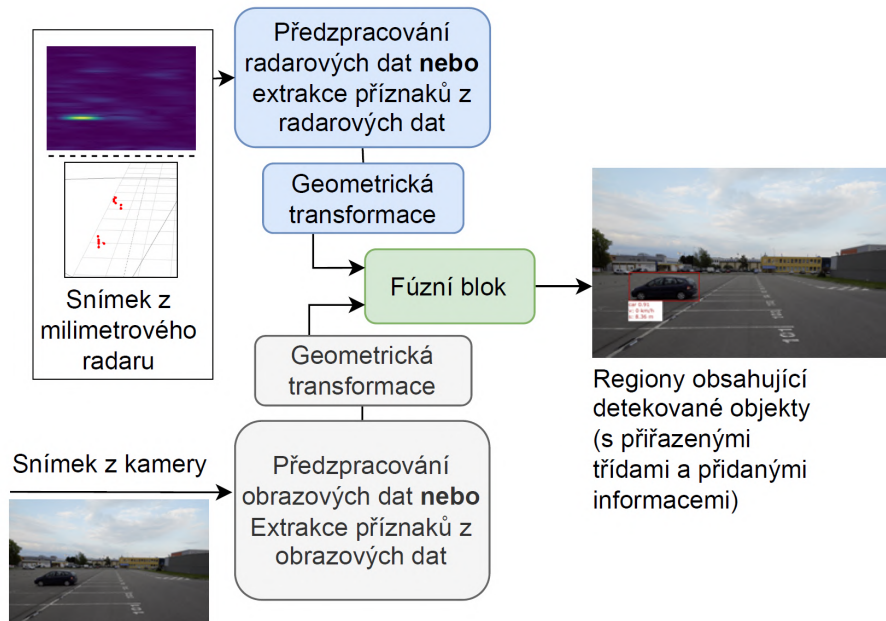 Předzpracování
radarových dat nebo
extrakce příznaků z
radarových dat
Geometrická
transformace
Snímek z
milimetrového
radaru
Fúzní blok
Geometrická
transformace
Snímek z kamery
Předzpracování
obrazových dat nebo
Extrakce příznaků z
obrazových dat
Regiony obsahující
detekované objekty
(s přiřazenými
třídami a přidanými
informacemi)